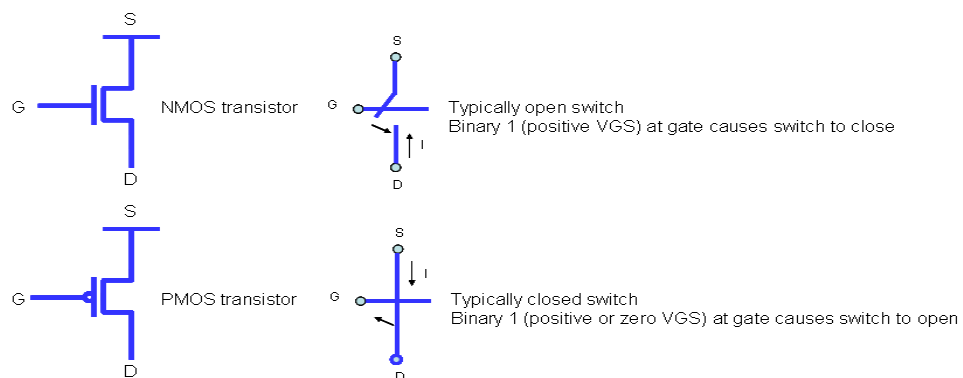 S
G
NMOS transistor
D
S
G
I
D
Typically open switch
Binary 1 (positive VGS) at gate causes switch to close
S
G
PMOS transistor
D
S
I
G
D
Typically closed switch
Binary 1 (positive or zero VGS) at gate causes switch to open